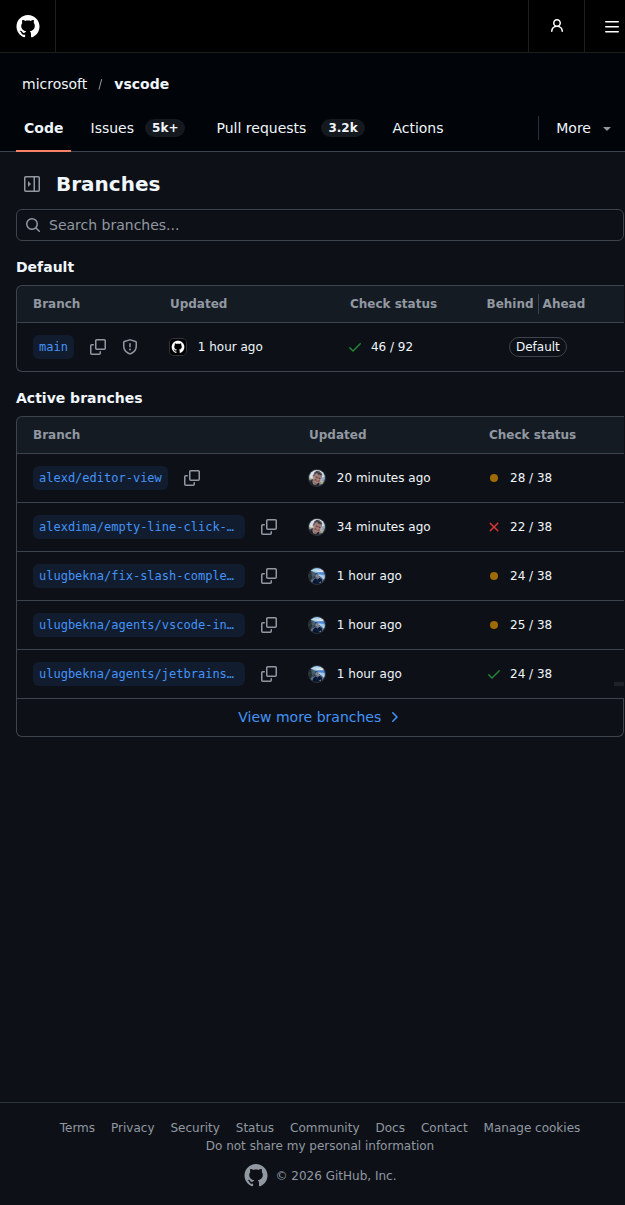 microsoft / vscode
Code Issues 5k+ Pull requests 3.2k Actions More
Branches
Search branches...
Default
Branch Updated Check status Behind Ahead
main 1 hour ago 46 / 92 Default
Active branches
Branch Updated Check status
alexd/editor-view 20 minutes ago 28 / 38
alexdima/empty-line-click-… 34 minutes ago 22 / 38
ulugbekna/fix-slash-comple… 1 hour ago 24 / 38
ulugbekna/agents/vscode-in… 1 hour ago 25 / 38
ulugbekna/agents/jetbrains… 1 hour ago 24 / 38
View more branches
Terms Privacy Security Status Community Docs Contact Manage cookies
Do not share my personal information
© 2026 GitHub, Inc.